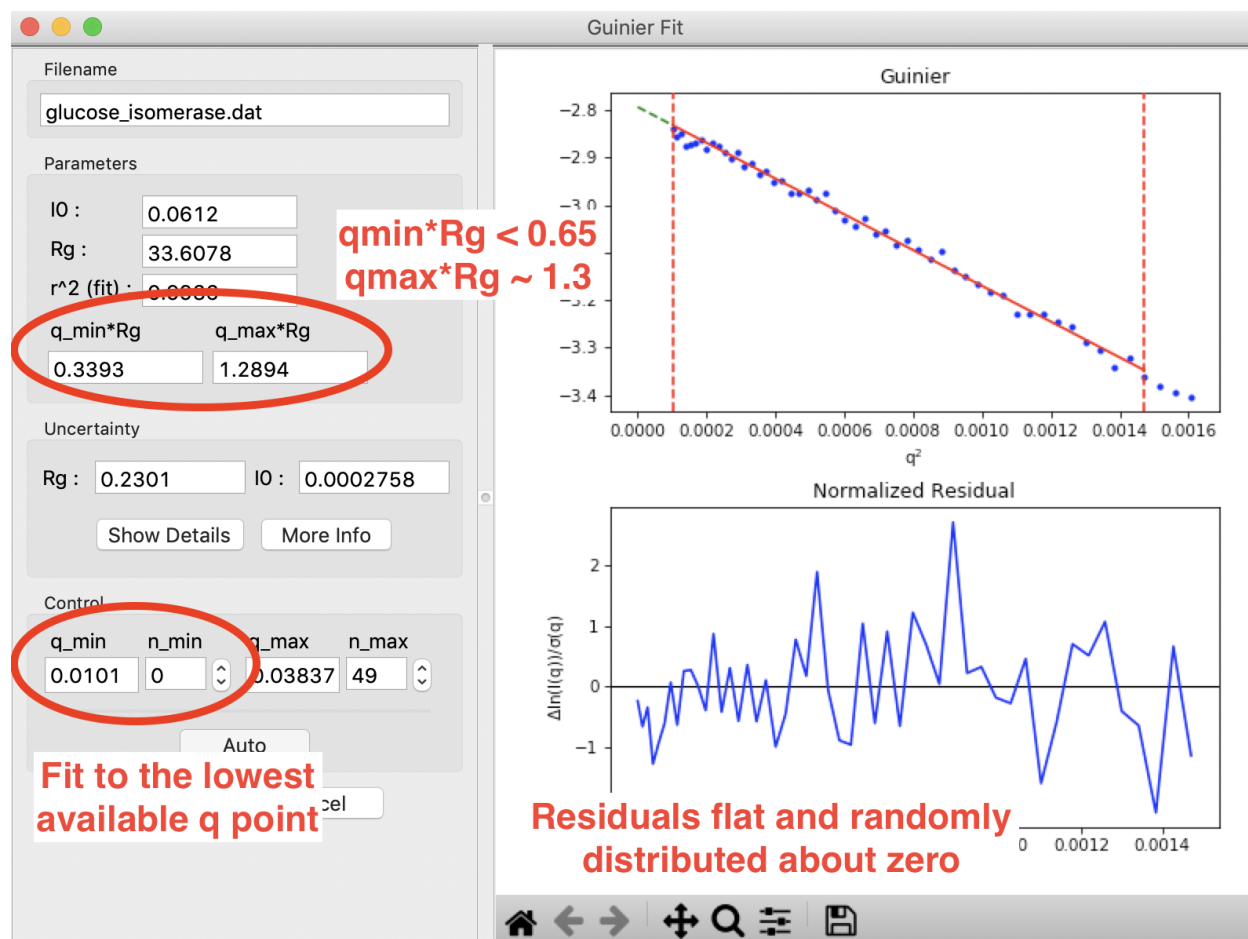 Guinier Fit
Filename
glucose_isomerase.dat
Parameters
I0 :
0.0612
Rg :
33.6078
r^2 (fit) :
q_min*Rg
q_max*Rg
0.3393
1.2894
qmin*Rg < 0.65
qmax*Rg ~ 1.3
Uncertainty
Rg :
0.2301
I0 :
0.0002758
Show Details
More Info
Control
q_min
n_min
q_max
n_max
0.0101
0
0.03837
49
Auto
Fit to the lowest
available q point
Guinier
−2.8
−2.9
−3.0
−3.2
−3.3
−3.4
0.0000 0.0002 0.0004 0.0006 0.0008 0.0010 0.0012 0.0014 0.0016
q²
Normalized Residual
Δln(I(q))/σ(q)
2
1
0
−1
0.0012 0.0014
Residuals flat and randomly
distributed about zero